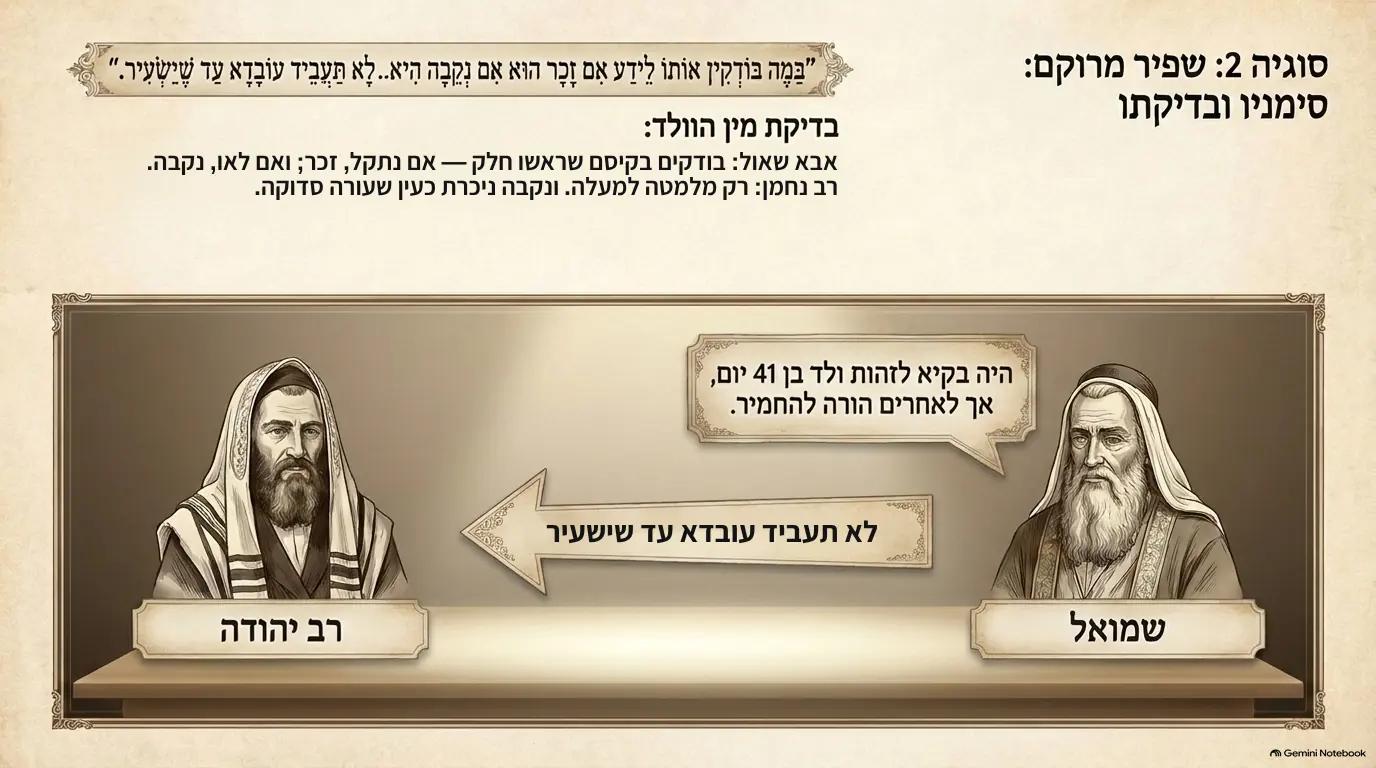 סוגיה 2: שפיר מרוקם:
סימניו ובדיקתו
"בַּמֶּה בּוֹדְקִין אוֹתוֹ לֵידַע אִם זָכָר הוּא אִם נְקֵבָה הִיא..לָא תַּעֲבֵיד עוֹבָדָא עַד שֶׁיַּשְׂעִיר."
בדיקת מין הוולד:
אבא שאול: בודקים בקיסם שראשו חלק — אם נתקל, זכר; ואם לאו, נקבה.
רב נחמן: רק מלמטה למעלה. ונקבה ניכרת כעין שעורה סדוקה.
היה בקיא לזהות ולד בן 41 יום,
אך לאחרים הורה להחמיר.
לא תעביד עובדא עד שישעיר
שמואל
רב יהודה
Gemini Notebook